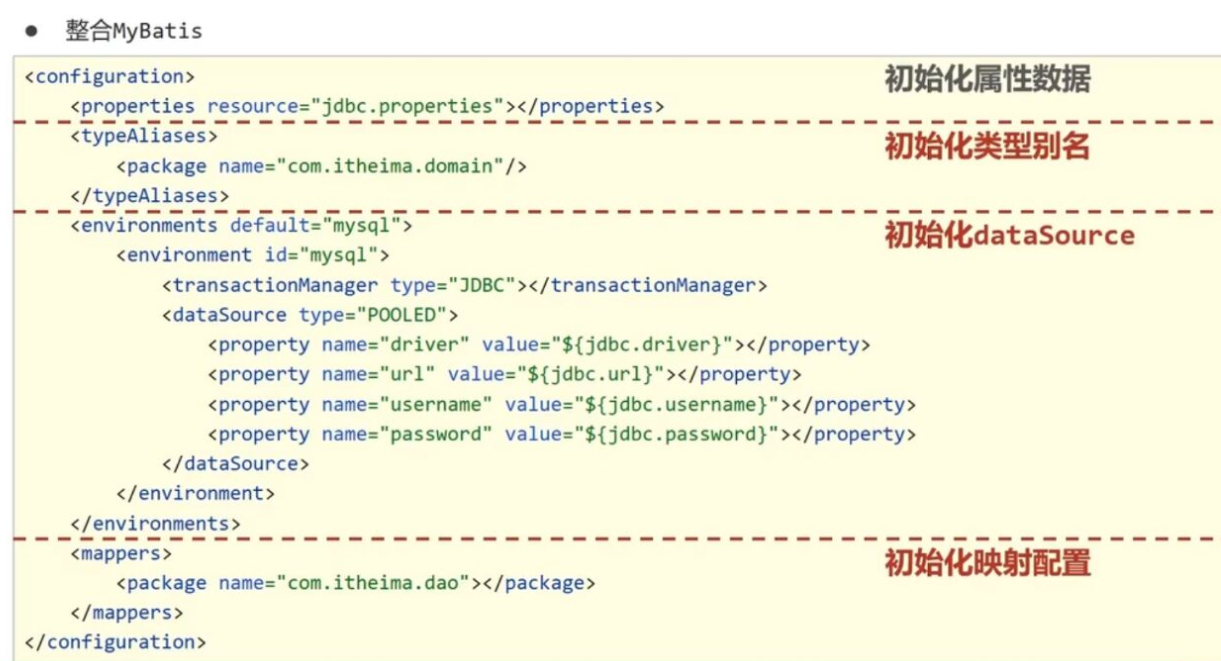 ● 整合MyBatis
<configuration>
初始化属性数据
<properties resource="jdbc.properties"></properties>
<typeAliases>
初始化类型别名
<package name="com.itheima.domain"/>
</typeAliases>
<environments default="mysql">
初始化dataSource
<environment id="mysql">
<transactionManager type="JDBC"></transactionManager>
<dataSource type="POOLED">
<property name="driver" value="${jdbc.driver}"></property>
<property name="url" value="${jdbc.url}"></property>
<property name="username" value="${jdbc.username}"></property>
<property name="password" value="${jdbc.password}"></property>
</dataSource>
</environment>
</environments>
<mappers>
初始化映射配置
<package name="com.itheima.dao"></package>
</mappers>
</configuration>